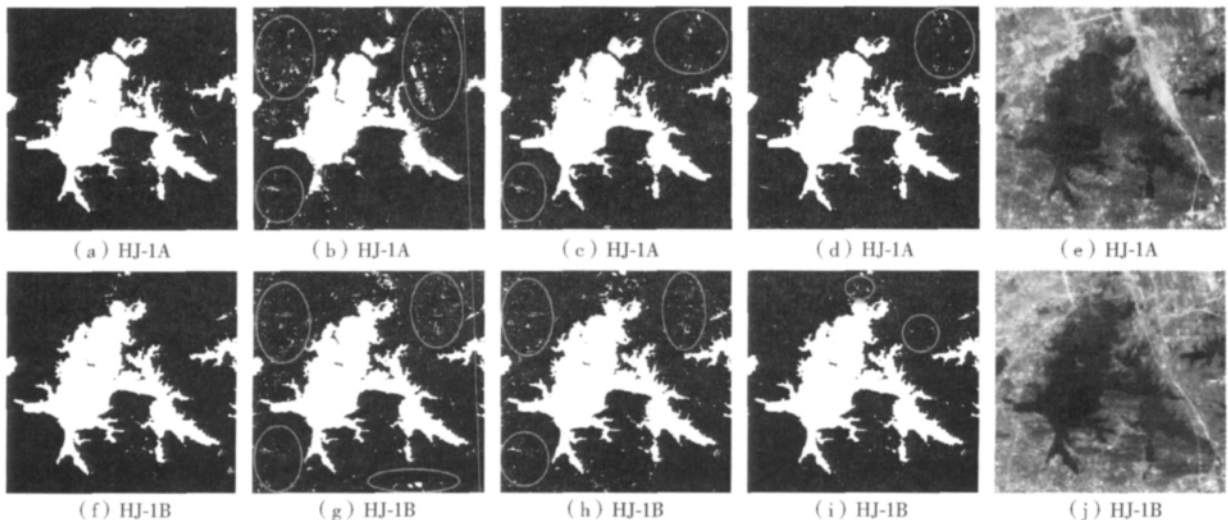 (a) HJ-1A
(b) HJ-1A
(c) HJ-1A
(d) HJ-1A
(e) HJ-1A
(f) HJ-1B
(g) HJ-1B
(h) HJ-1B
(i) HJ-1B
(j) HJ-1B